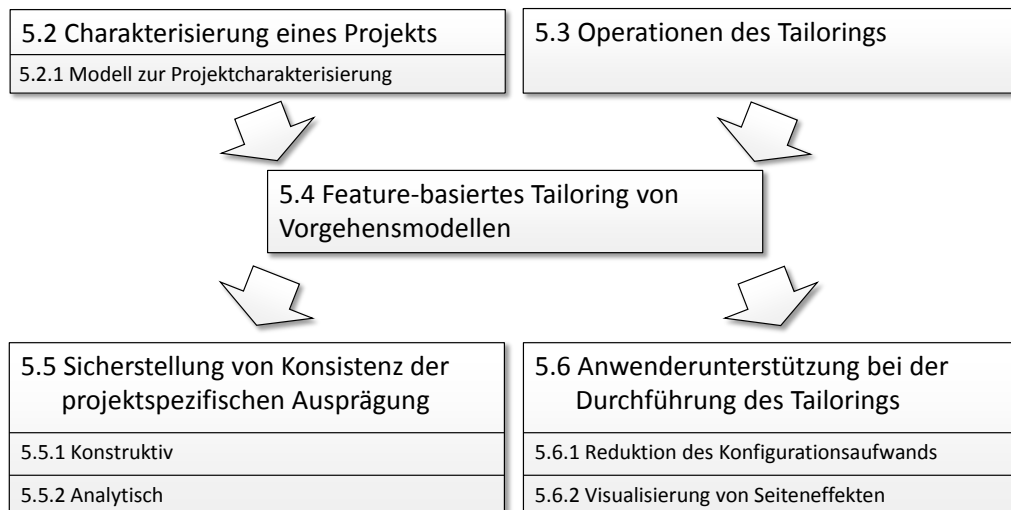 5.2 Charakterisierung eines Projekts
5.2.1 Modell zur Projektcharakterisierung
5.3 Operationen des Tailorings
5.4 Feature-basiertes Tailoring von
Vorgehensmodellen
5.5 Sicherstellung von Konsistenz der
projektspezifischen Ausprägung
5.5.1 Konstruktiv
5.5.2 Analytisch
5.6 Anwenderunterstützung bei der
Durchführung des Tailorings
5.6.1 Reduktion des Konfigurationsaufwands
5.6.2 Visualisierung von Seiteneffekten